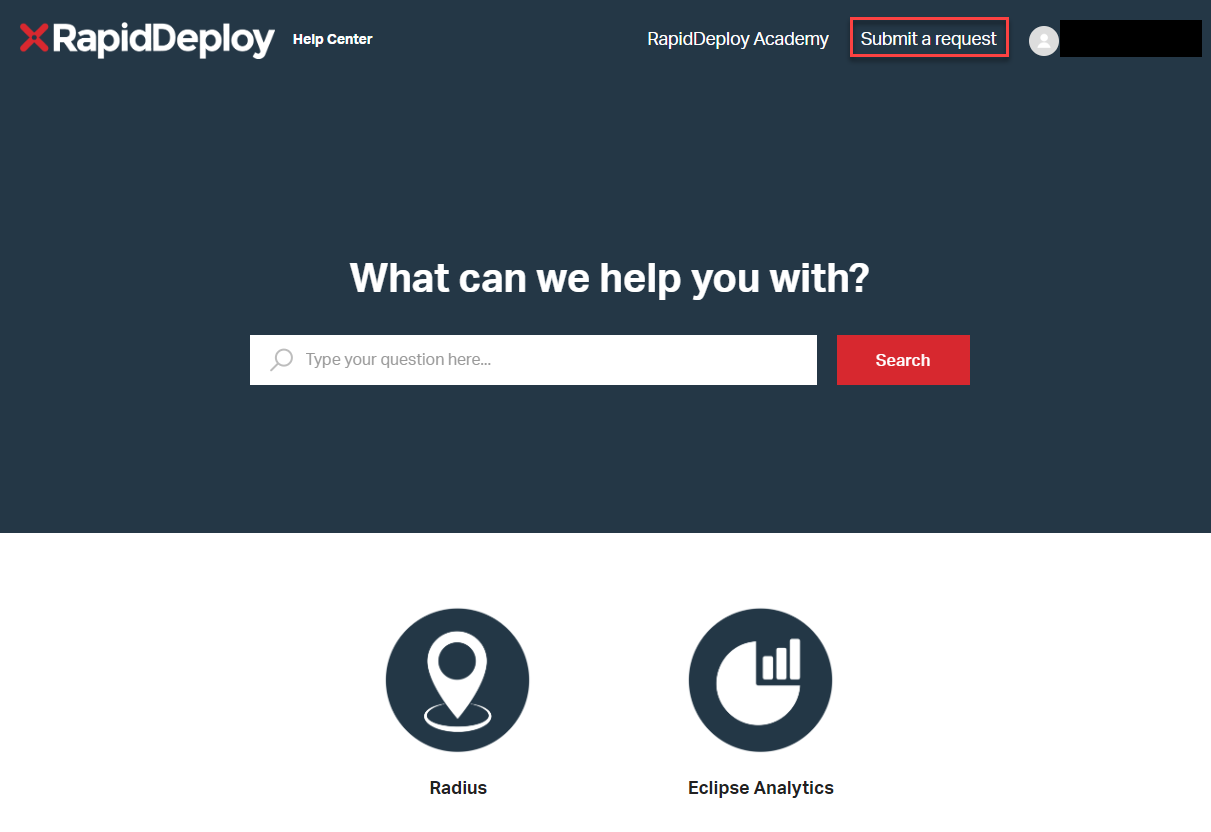 RapidDeploy Help Center RapidDeploy Academy Submit a request
What can we help you with?
Type your question here... Search
Radius Eclipse Analytics